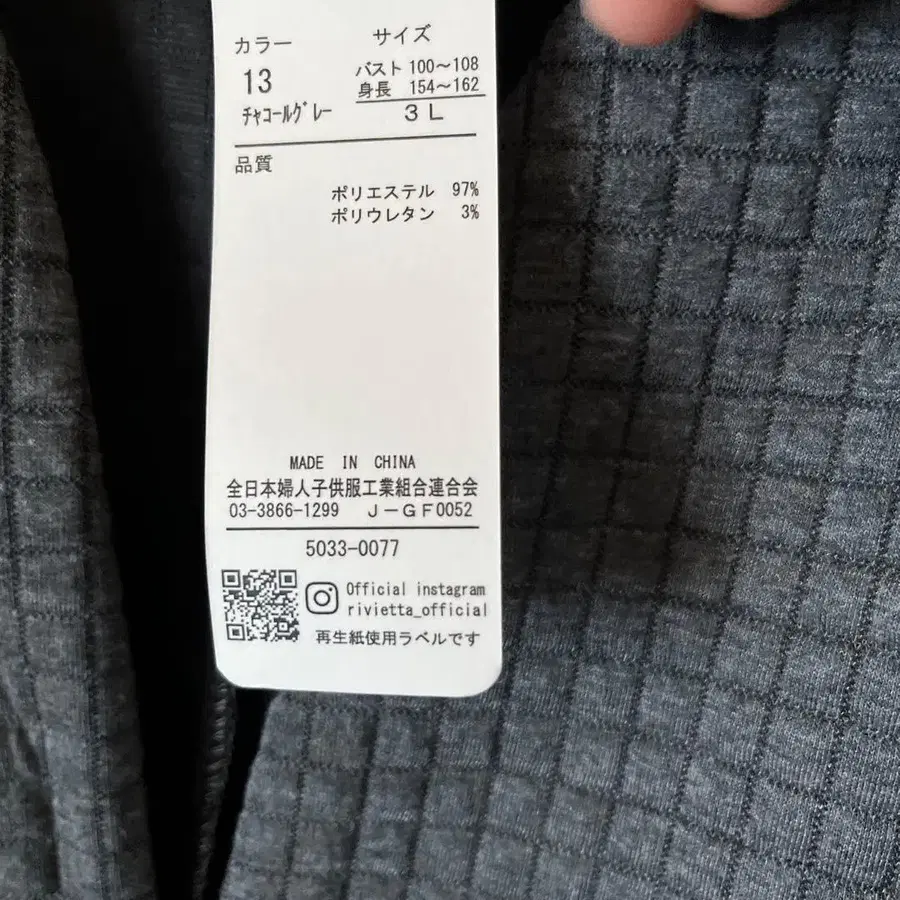 カラー
サイズ
13
バスト 100～108
身長 154～162
チャコールグレー
3L
品質
ポリエステル 97%
ポリウレタン 3%
MADE IN CHINA
全日本婦人子供服工業組合連合会
03-3866-1299 J-GF0052
5033-0077
Official instagram
rivietta_official
再生紙使用ラベルです